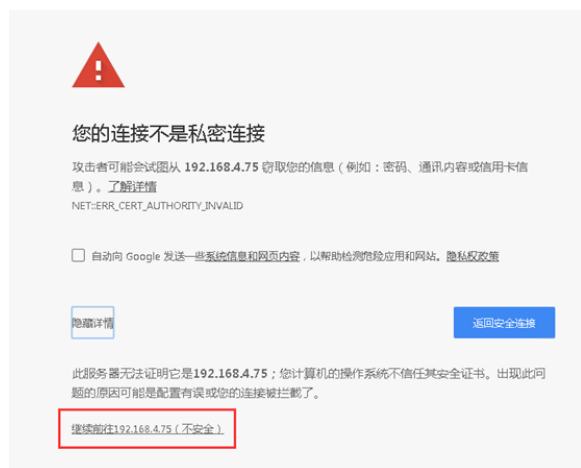 您的连接不是私密连接
攻击者可能会试图从 192.168.4.75 窃取您的信息（例如：密码、通讯内容或信用卡信
息）。了解详情
NET::ERR_CERT_AUTHORITY_INVALID
自动向 Google 发送一些系统信息和网页内容，以帮助检测危险应用和网站。隐私权政策
隐藏详情
返回安全连接
此服务器无法证明它是192.168.4.75；您计算机的操作系统不信任其安全证书。出现此问
题的原因可能是配置有误或您的连接被拦截了。
继续前往192.168.4.75（不安全）